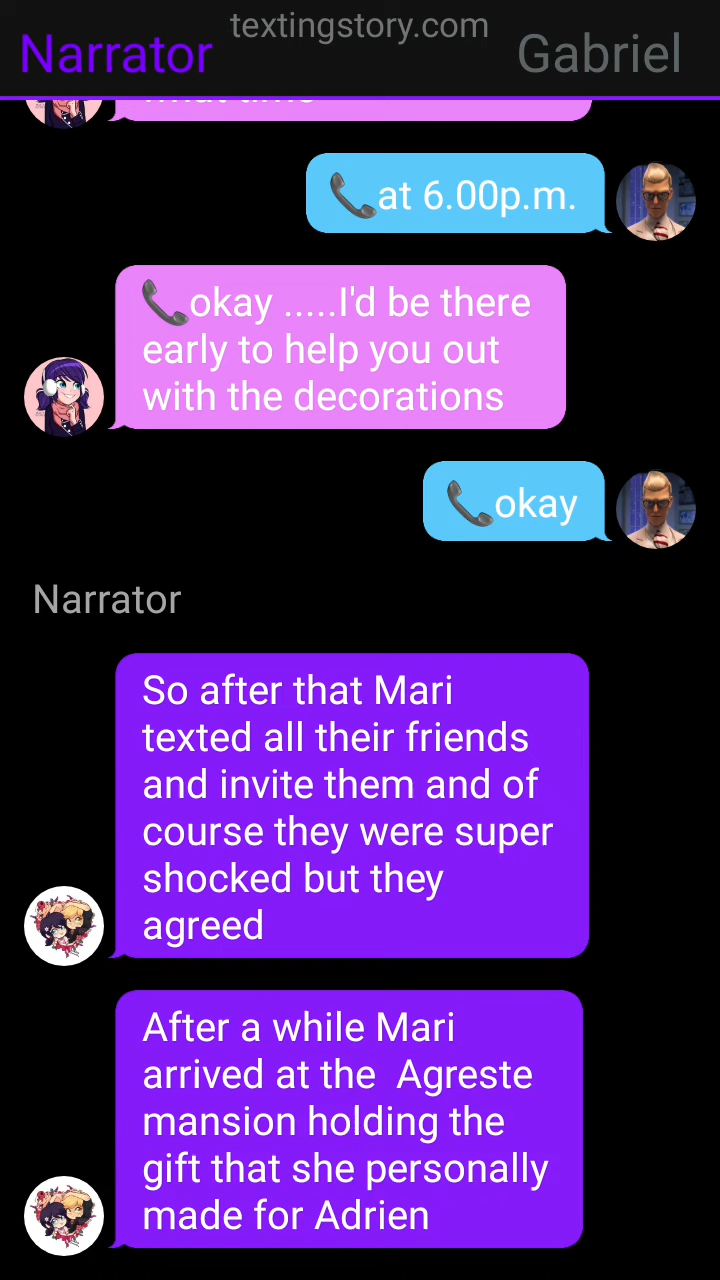 textingstory.com
Narrator
Gabriel
what time
📞at 6.00p.m.
📞okay .....I'd be there
early to help you out
with the decorations
📞okay
Narrator
So after that Mari
texted all their friends
and invite them and of
course they were super
shocked but they
agreed
After a while Mari
arrived at the  Agreste
mansion holding the
gift that she personally
made for Adrien